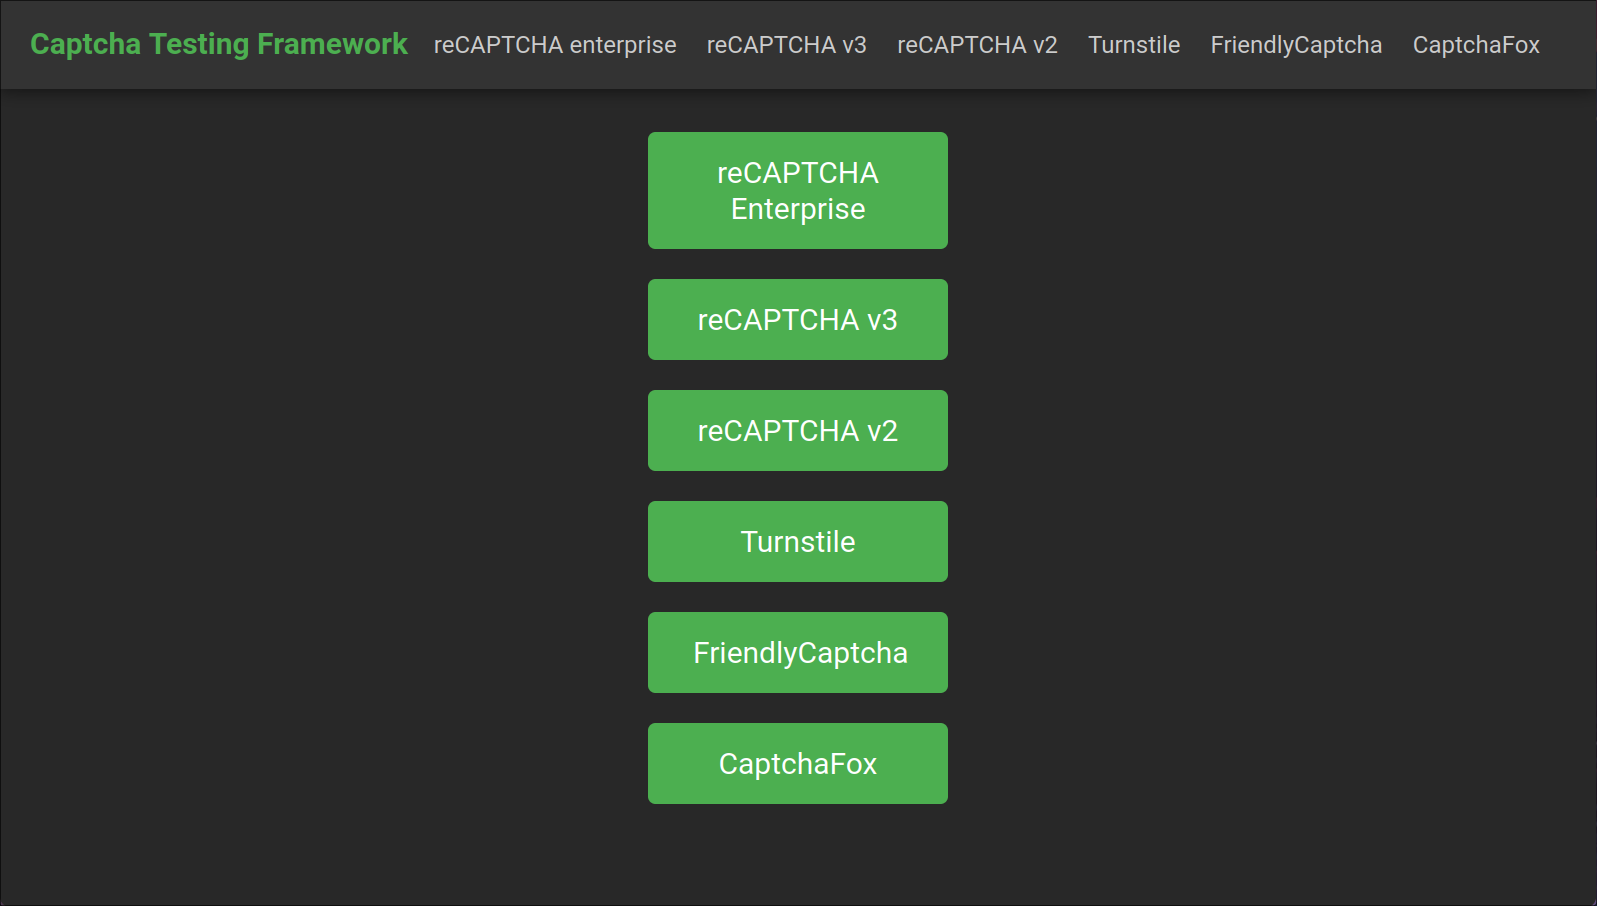 Captcha Testing Framework reCAPTCHA enterprise reCAPTCHA v3 reCAPTCHA v2 Turnstile FriendlyCaptcha CaptchaFox
reCAPTCHA
Enterprise
reCAPTCHA v3
reCAPTCHA v2
Turnstile
FriendlyCaptcha
CaptchaFox